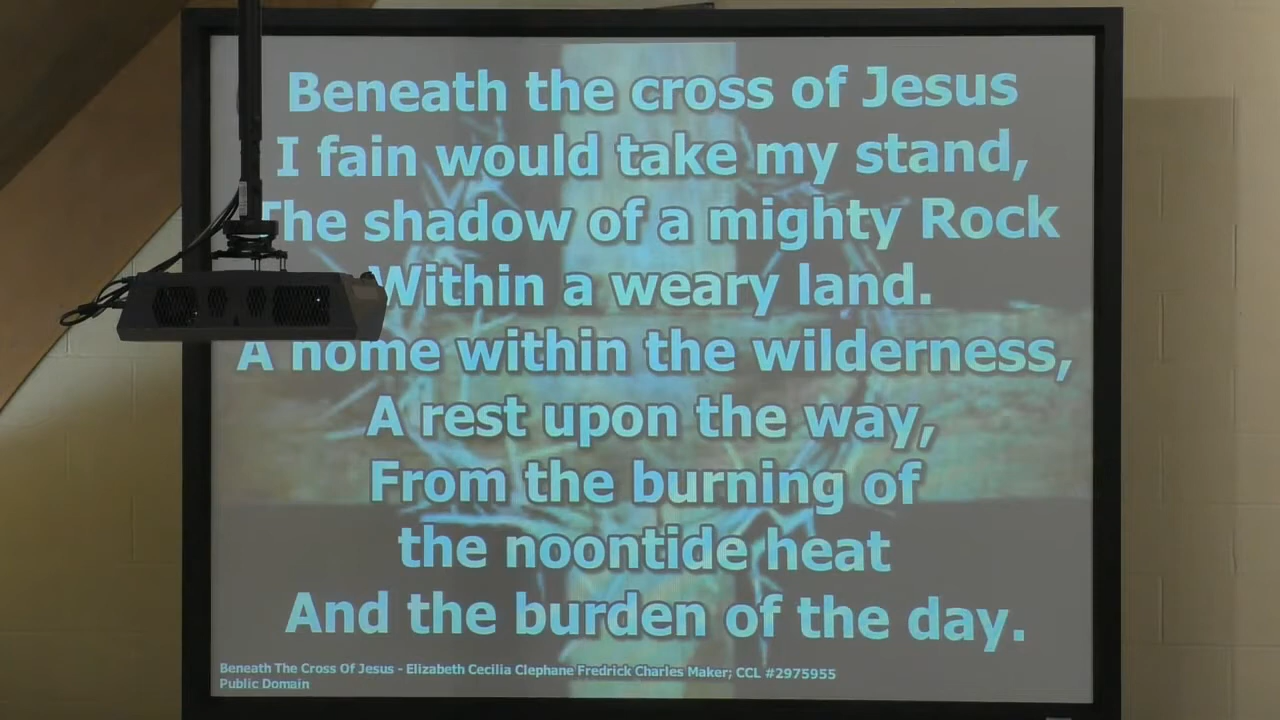 Beneath the cross of Jesus
I fain would take my stand,
The shadow of a mighty Rock
Within a weary land.
A home within the wilderness,
A rest upon the way,
From the burning of
the noontide heat
And the burden of the day.
Beneath The Cross Of Jesus - Elizabeth Cecilia Clephane Fredrick Charles Maker; CCL #2975955
Public Domain